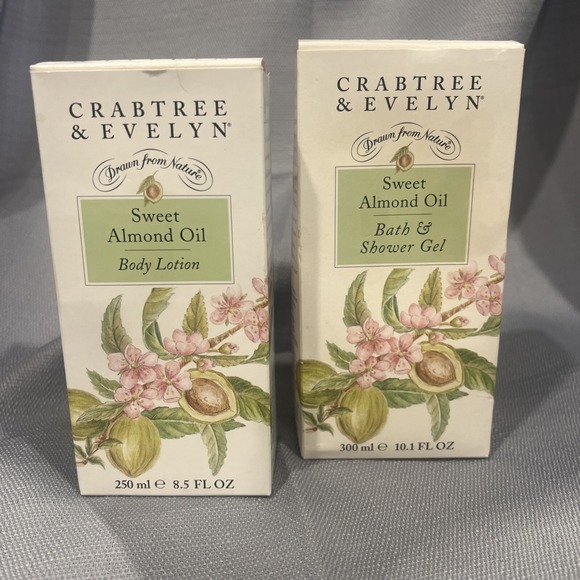 CRABTREE
& EVELYN®
Drawn from Nature®
Sweet
Almond Oil
Body Lotion
250 ml ℮ 8.5 FL OZ
CRABTREE
& EVELYN®
Drawn from Nature®
Sweet
Almond Oil
Bath &
Shower Gel
300 ml ℮ 10.1 FL OZ